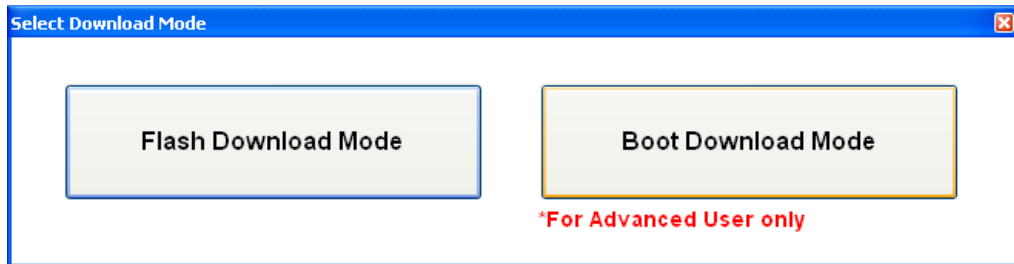 Select Download Mode
Flash Download Mode
Boot Download Mode
*For Advanced User only